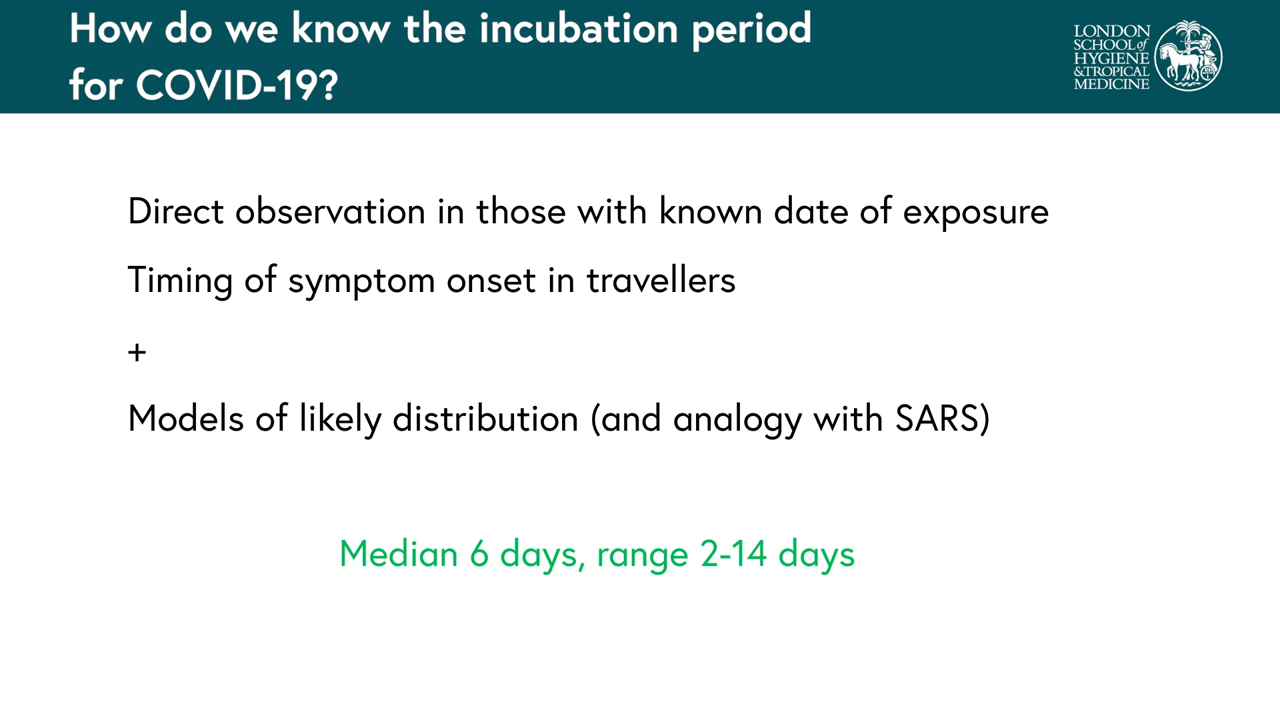 How do we know the incubation period
for COVID-19?
LONDON
SCHOOL of
HYGIENE
& TROPICAL
MEDICINE
Direct observation in those with known date of exposure
Timing of symptom onset in travellers
+
Models of likely distribution (and analogy with SARS)
Median 6 days, range 2-14 days